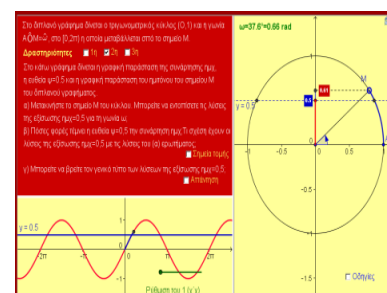 Στο διπλανό γράφημα δίνεται ο τριγωνομετρικός κύκλος (Ο,1) και η γωνία
ΑΟΜ=ω, στο [0,2π) η οποία μεταβάλλεται από το σημείο Μ.
Δραστηριότητες 1η 2η 3η
Στο κάτω γράφημα δίνεται η γραφική παράσταση της συνάρτησης ημχ,
η ευθεία ψ=0.5 και η γραφική παράσταση του ημιτόνου του σημείου Μ
του διπλανού γραφήματος.
α) Μετακινήστε το σημείο Μ του κύκλου. Μπορείτε να εντοπίσετε τις λύσεις
της εξίσωσης ημχ=0,5 για τη γωνία ω;
β) Πόσες φορές τέμνει η ευθεία ψ=0,5 την συνάρτηση ημχ; Τι σχέση έχουν οι
λύσεις της εξίσωσης ημχ=0,5 με τις λύσεις του (α) ερωτήματος;
Σημεία τομής
γ) Μπορείτε να βρείτε τον γενικό τύπο των λύσεων της εξίσωσης ημχ=0,5;
Απάντηση
ω=37.6°=0.66 rad
1
0.61
M
y = 0.5
0.5
-1
-0.5
0
0.5
A
-0.5
-1
-1.5
Οδηγίες
y = 0.5
1
-2π
-π
0
π
2π
-1
Ρύθμιση του 1 (ψ΄ψ)